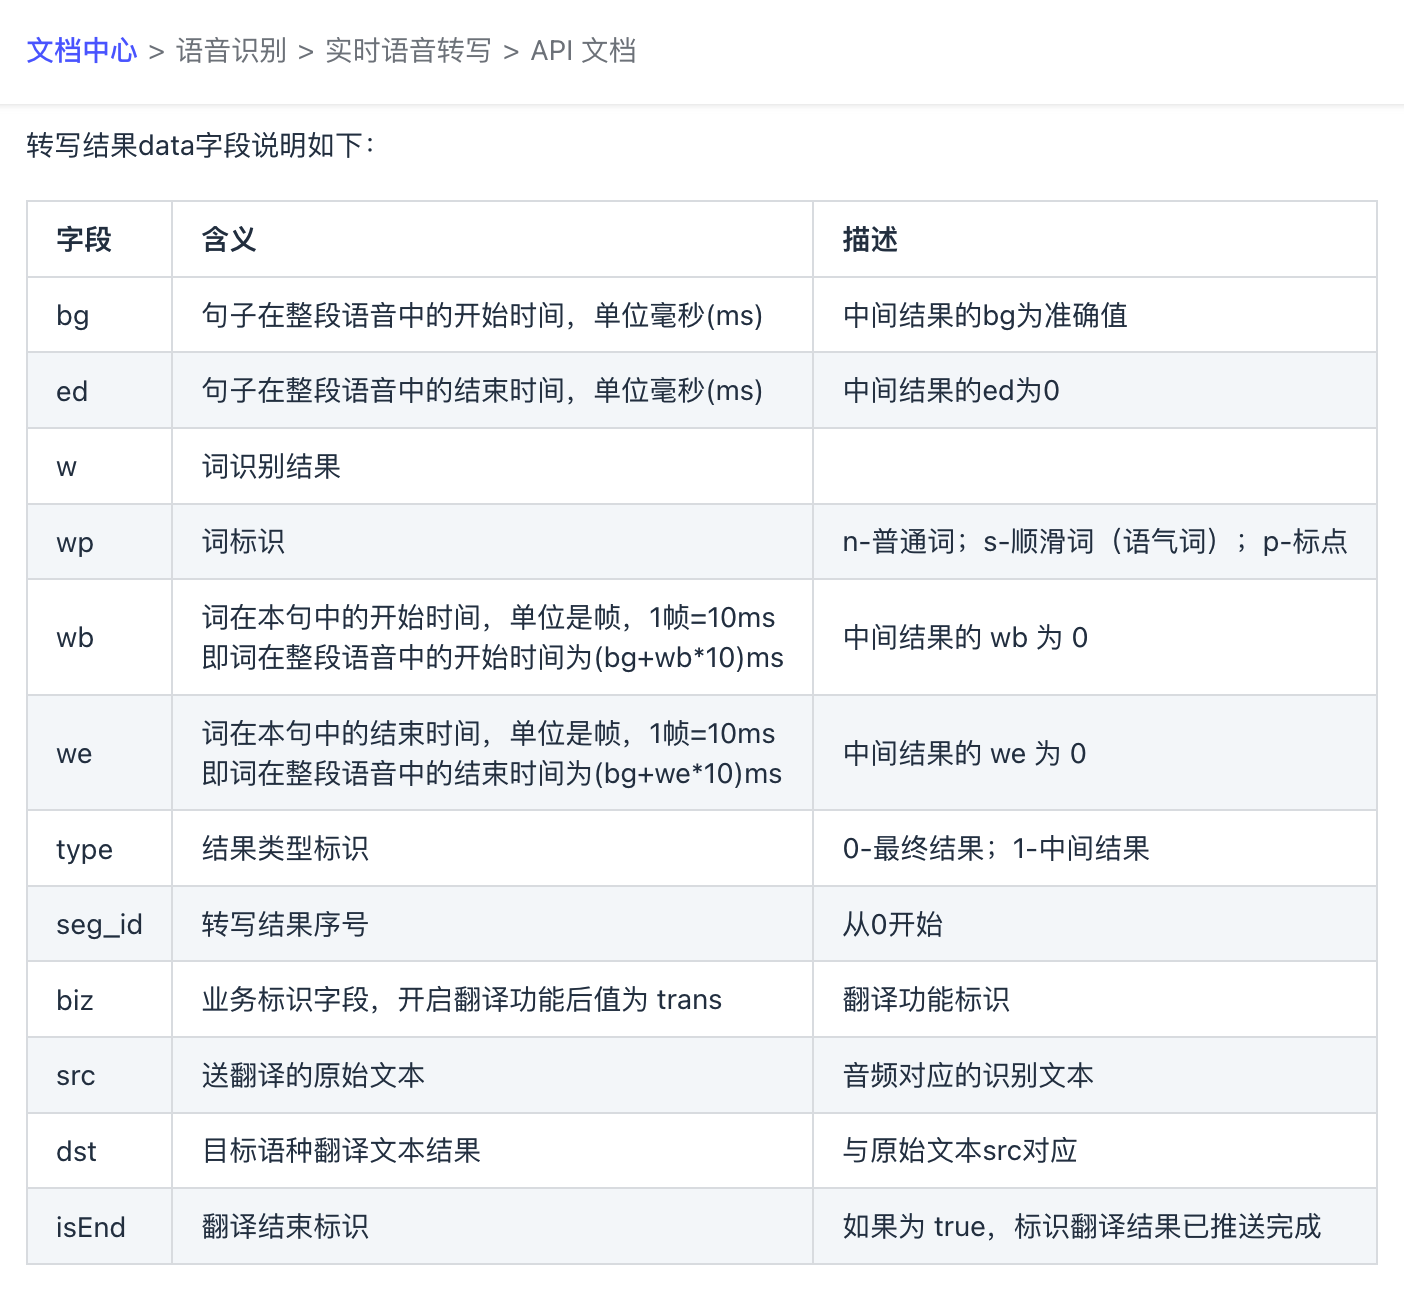 文档中心 > 语音识别 > 实时语音转写 > API 文档
转写结果data字段说明如下：
字段 含义 描述
bg 句子在整段语音中的开始时间，单位毫秒(ms) 中间结果的bg为准确值
ed 句子在整段语音中的结束时间，单位毫秒(ms) 中间结果的ed为0
w 词识别结果
wp 词标识 n-普通词；s-顺滑词（语气词）；p-标点
wb 词在本句中的开始时间，单位是帧，1帧=10ms
即词在整段语音中的开始时间为(bg+wb*10)ms 中间结果的 wb 为 0
we 词在本句中的结束时间，单位是帧，1帧=10ms
即词在整段语音中的结束时间为(bg+we*10)ms 中间结果的 we 为 0
type 结果类型标识 0-最终结果；1-中间结果
seg_id 转写结果序号 从0开始
biz 业务标识字段，开启翻译功能后值为 trans 翻译功能标识
src 送翻译的原始文本 音频对应的识别文本
dst 目标语种翻译文本结果 与原始文本src对应
isEnd 翻译结束标识 如果为 true，标识翻译结果已推送完成